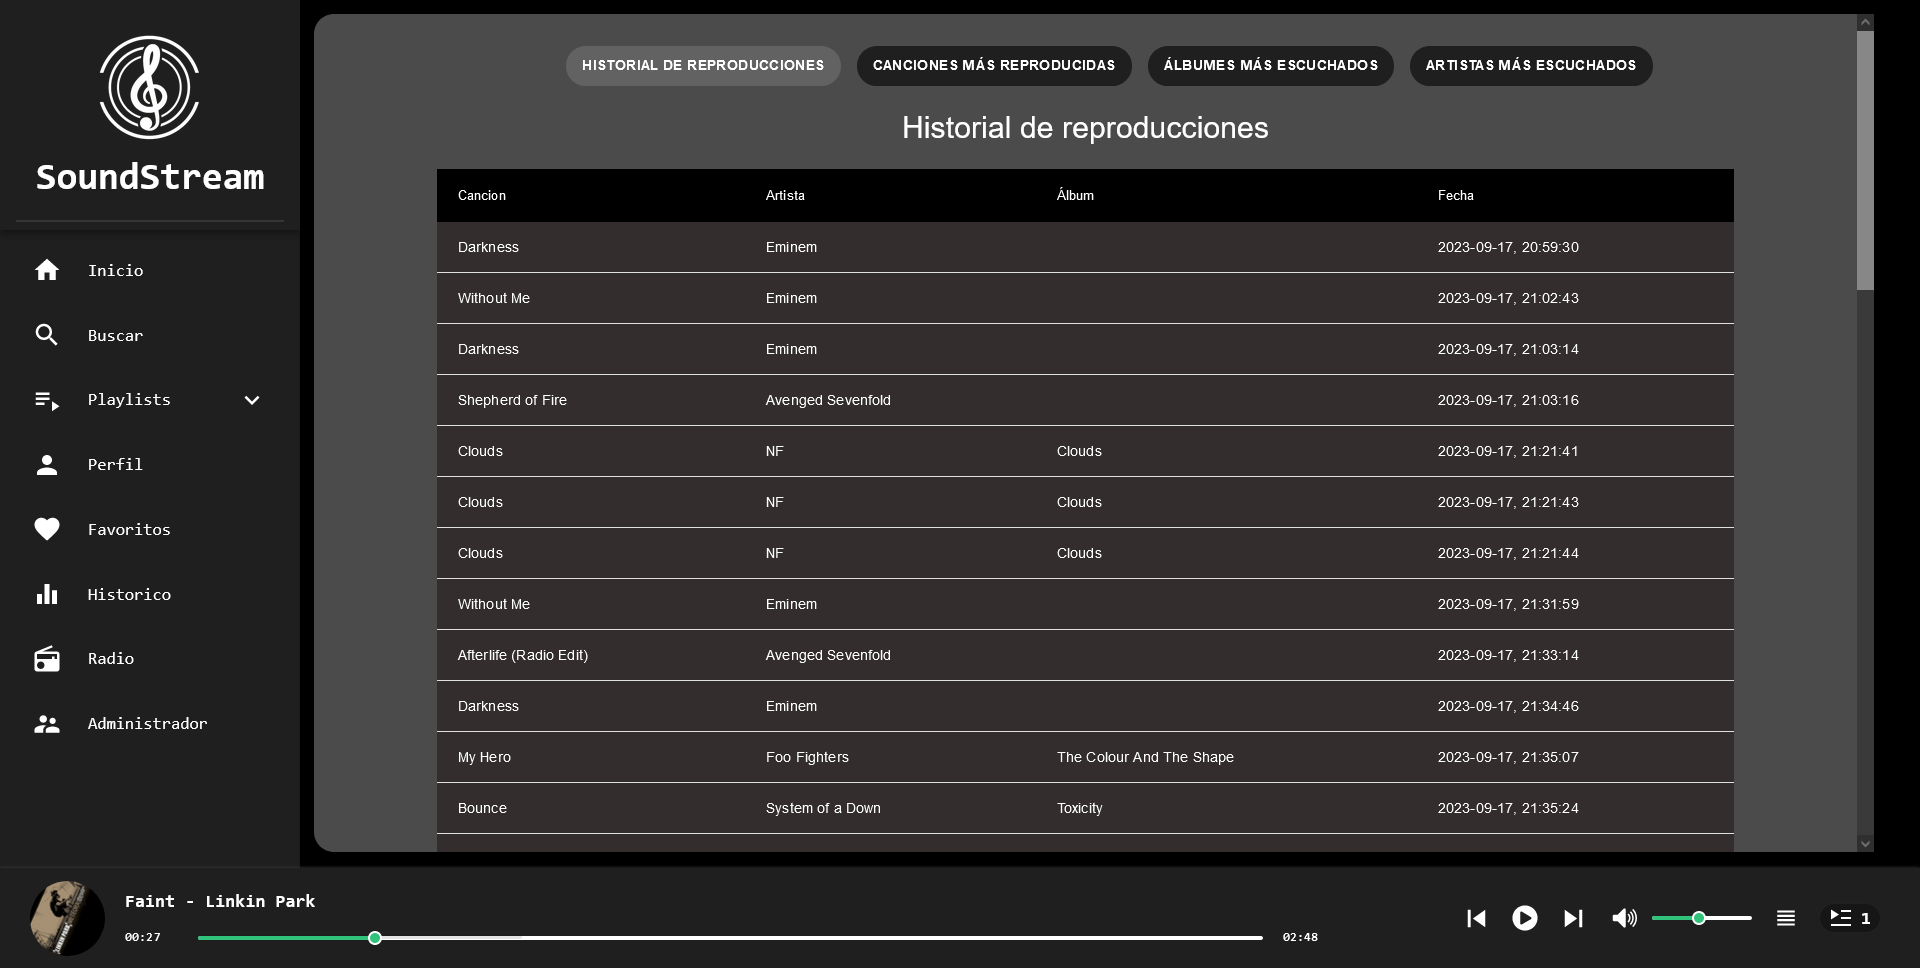 SoundStream
Inicio
Buscar
Playlists
Perfil
Favoritos
Historico
Radio
Administrador
HISTORIAL DE REPRODUCCIONES CANCIONES MÁS REPRODUCIDAS ÁLBUMES MÁS ESCUCHADOS ARTISTAS MÁS ESCUCHADOS
Historial de reproducciones
Cancion Artista Álbum Fecha
Darkness Eminem 2023-09-17, 20:59:30
Without Me Eminem 2023-09-17, 21:02:43
Darkness Eminem 2023-09-17, 21:03:14
Shepherd of Fire Avenged Sevenfold 2023-09-17, 21:03:16
Clouds NF Clouds 2023-09-17, 21:21:41
Clouds NF Clouds 2023-09-17, 21:21:43
Clouds NF Clouds 2023-09-17, 21:21:44
Without Me Eminem 2023-09-17, 21:31:59
Afterlife (Radio Edit) Avenged Sevenfold 2023-09-17, 21:33:14
Darkness Eminem 2023-09-17, 21:34:46
My Hero Foo Fighters The Colour And The Shape 2023-09-17, 21:35:07
Bounce System of a Down Toxicity 2023-09-17, 21:35:24
Faint - Linkin Park
00:27 02:48 1